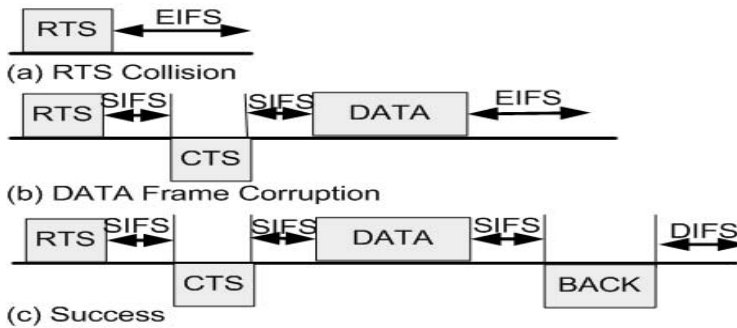 EIFS
RTS
(a) RTS Collision
SIFS SIFS EIFS
RTS DATA
CTS
(b) DATA Frame Corruption
SIFS SIFS SIFS DIFS
RTS DATA
CTS BACK
(c) Success